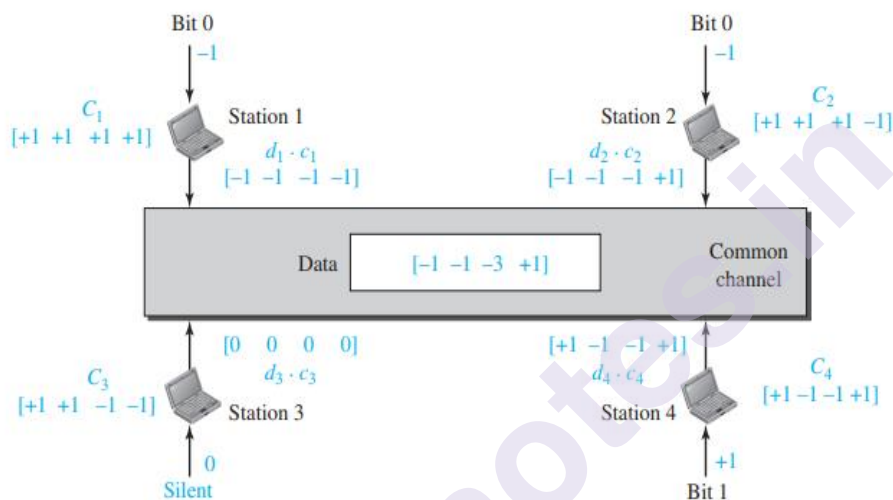 Bit 0
Bit 0
–1
–1
C1
[+1 +1 +1 +1]
Station 1
Station 2
C2
[+1 +1 +1 –1]
d1 · c1
[–1 –1 –1 –1]
d2 · c2
[–1 –1 –1 +1]
Data
[–1 –1 –3 +1]
Common
channel
[0 0 0 0]
d3 · c3
[+1 –1 –1 +1]
d4 · c4
C3
[+1 +1 –1 –1]
Station 3
Station 4
C4
[+1 –1 –1 +1]
0
Silent
+1
Bit 1
otes.in